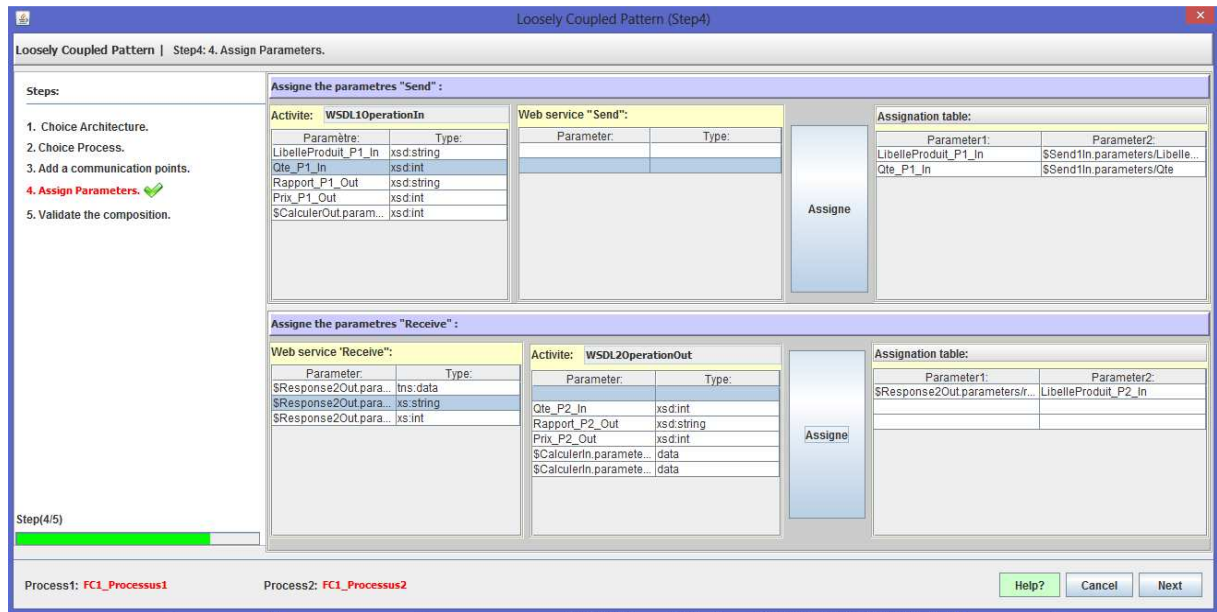 Loosely Coupled Pattern (Step4)
Loosely Coupled Pattern | Step4: 4. Assign Parameters.
Steps:
1. Choice Architecture.
2. Choice Process.
3. Add a communication points.
4. Assign Parameters.
5. Validate the composition.
Step(4/5)
Assigne the parametres "Send" :
Activite: WSDL1OperationIn
Paramètre: Type:
LibelleProduit_P1_In xsd:string
Qte_P1_In xsd:int
Rapport_P1_Out xsd:string
Prix_P1_Out xsd:int
$CalculerOut.param... xsd:int
Web service "Send":
Parameter: Type:
Assigne
Assignation table:
Parameter1: Parameter2:
LibelleProduit_P1_In $Send1In.parameters/Libelle...
Qte_P1_In $Send1In.parameters/Qte
Assigne the parametres "Receive" :
Web service 'Receive":
Parameter: Type:
$Response2Out.para... tns:data
$Response2Out.para... xs:string
$Response2Out.para... xs:int
Activite: WSDL2OperationOut
Parameter: Type:
Qte_P2_In xsd:int
Rapport_P2_Out xsd:string
Prix_P2_Out xsd:int
$CalculerIn.paramete... data
$CalculerIn.paramete... data
Assigne
Assignation table:
Parameter1: Parameter2:
$Response2Out.parameters/r... LibelleProduit_P2_In
Process1: FC1_Processus1
Process2: FC1_Processus2
Help? Cancel Next